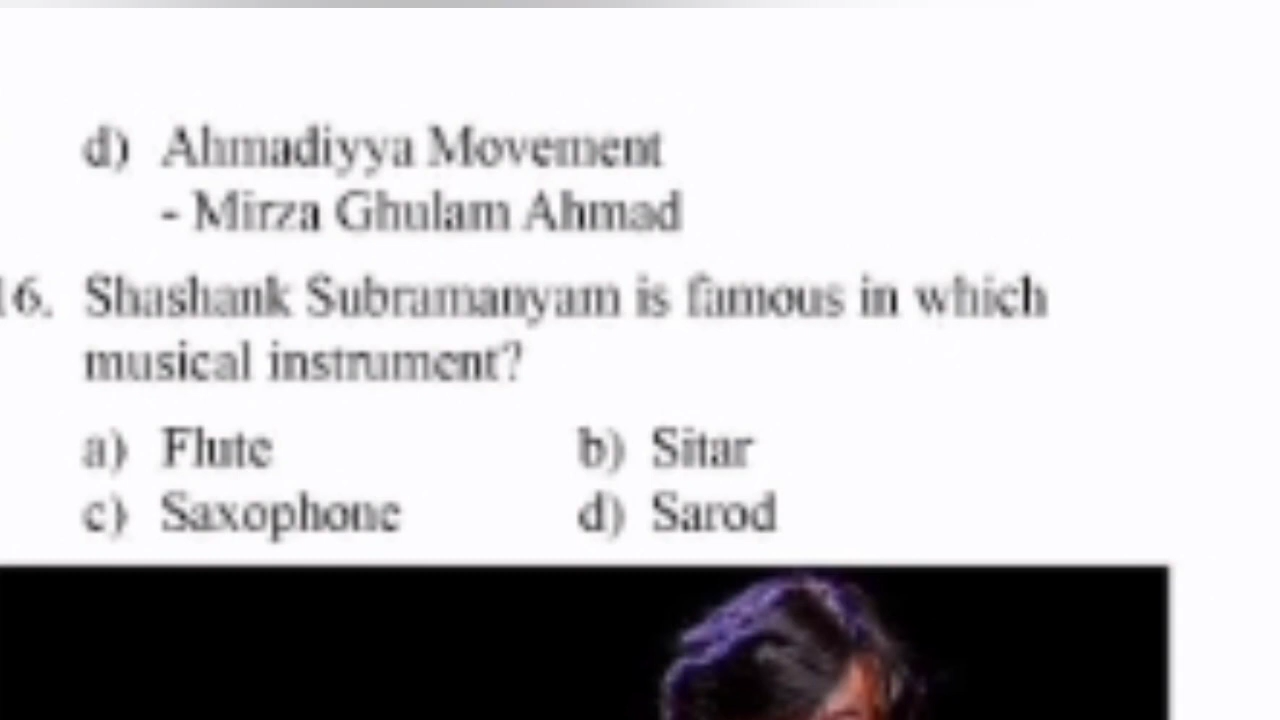 d) Ahmadiyya Movement
- Mirza Ghulam Ahmad
16. Shashank Subramanyam is famous in which
musical instrument?
a) Flute b) Sitar
c) Saxophone d) Sarod